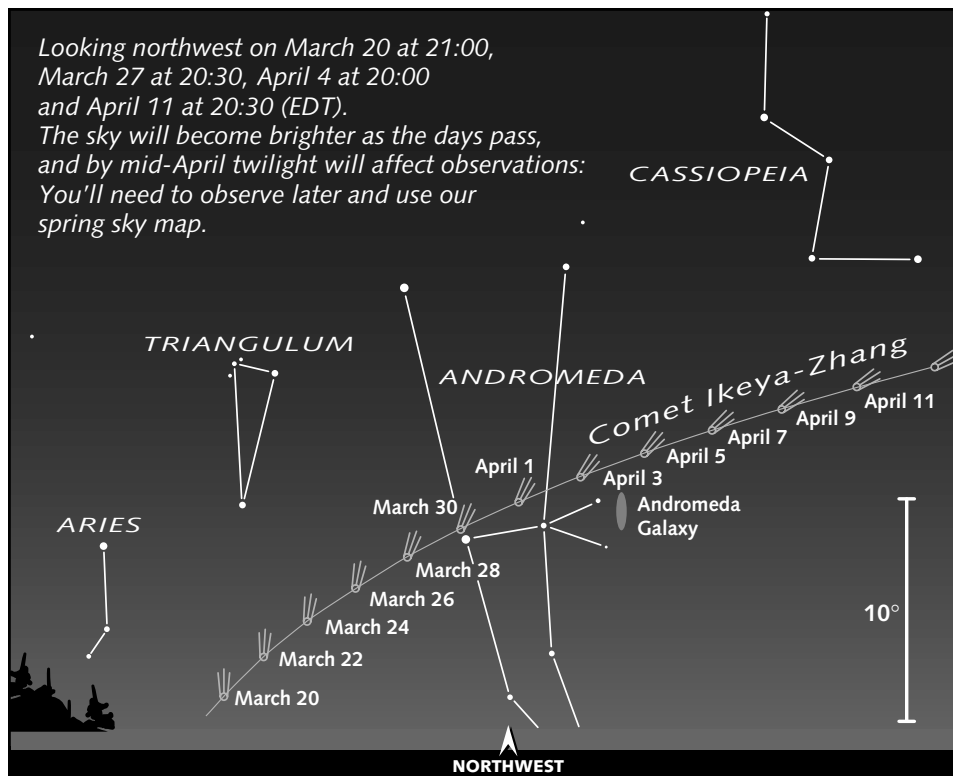 Looking northwest on March 20 at 21:00,
March 27 at 20:30, April 4 at 20:00
and April 11 at 20:30 (EDT).
The sky will become brighter as the days pass,
and by mid-April twilight will affect observations:
You'll need to observe later and use our
spring sky map.
CASSIOPEIA
TRIANGULUM
ANDROMEDA
Comet Ikeya-Zhang
April 11
April 9
April 7
April 5
April 3
April 1
March 30
Andromeda
Galaxy
ARIES
March 28
March 26
March 24
March 22
March 20
10°
NORTHWEST